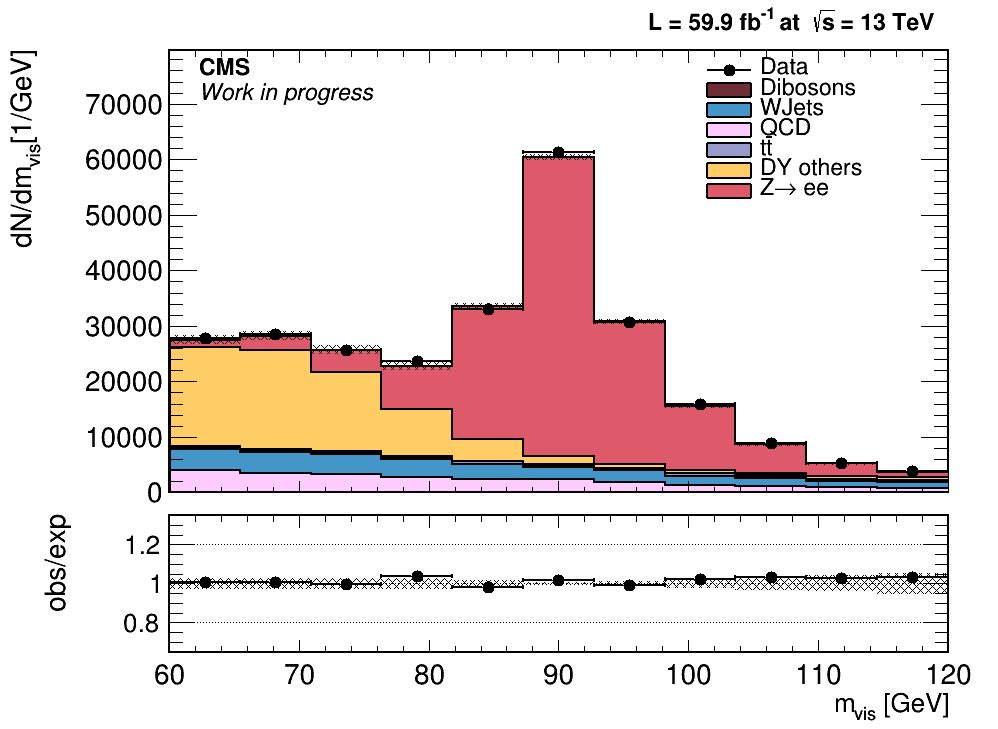 L = 59.9 fb⁻¹ at √s = 13 TeV
dN/dm_vis[1/GeV]
CMS
Work in progress
Data
Dibosons
WJets
QCD
tt̄
DY others
Z→ ee
70000
60000
50000
40000
30000
20000
10000
0
obs/exp
1.2
1
0.8
60 70 80 90 100 110 120
m_vis [GeV]